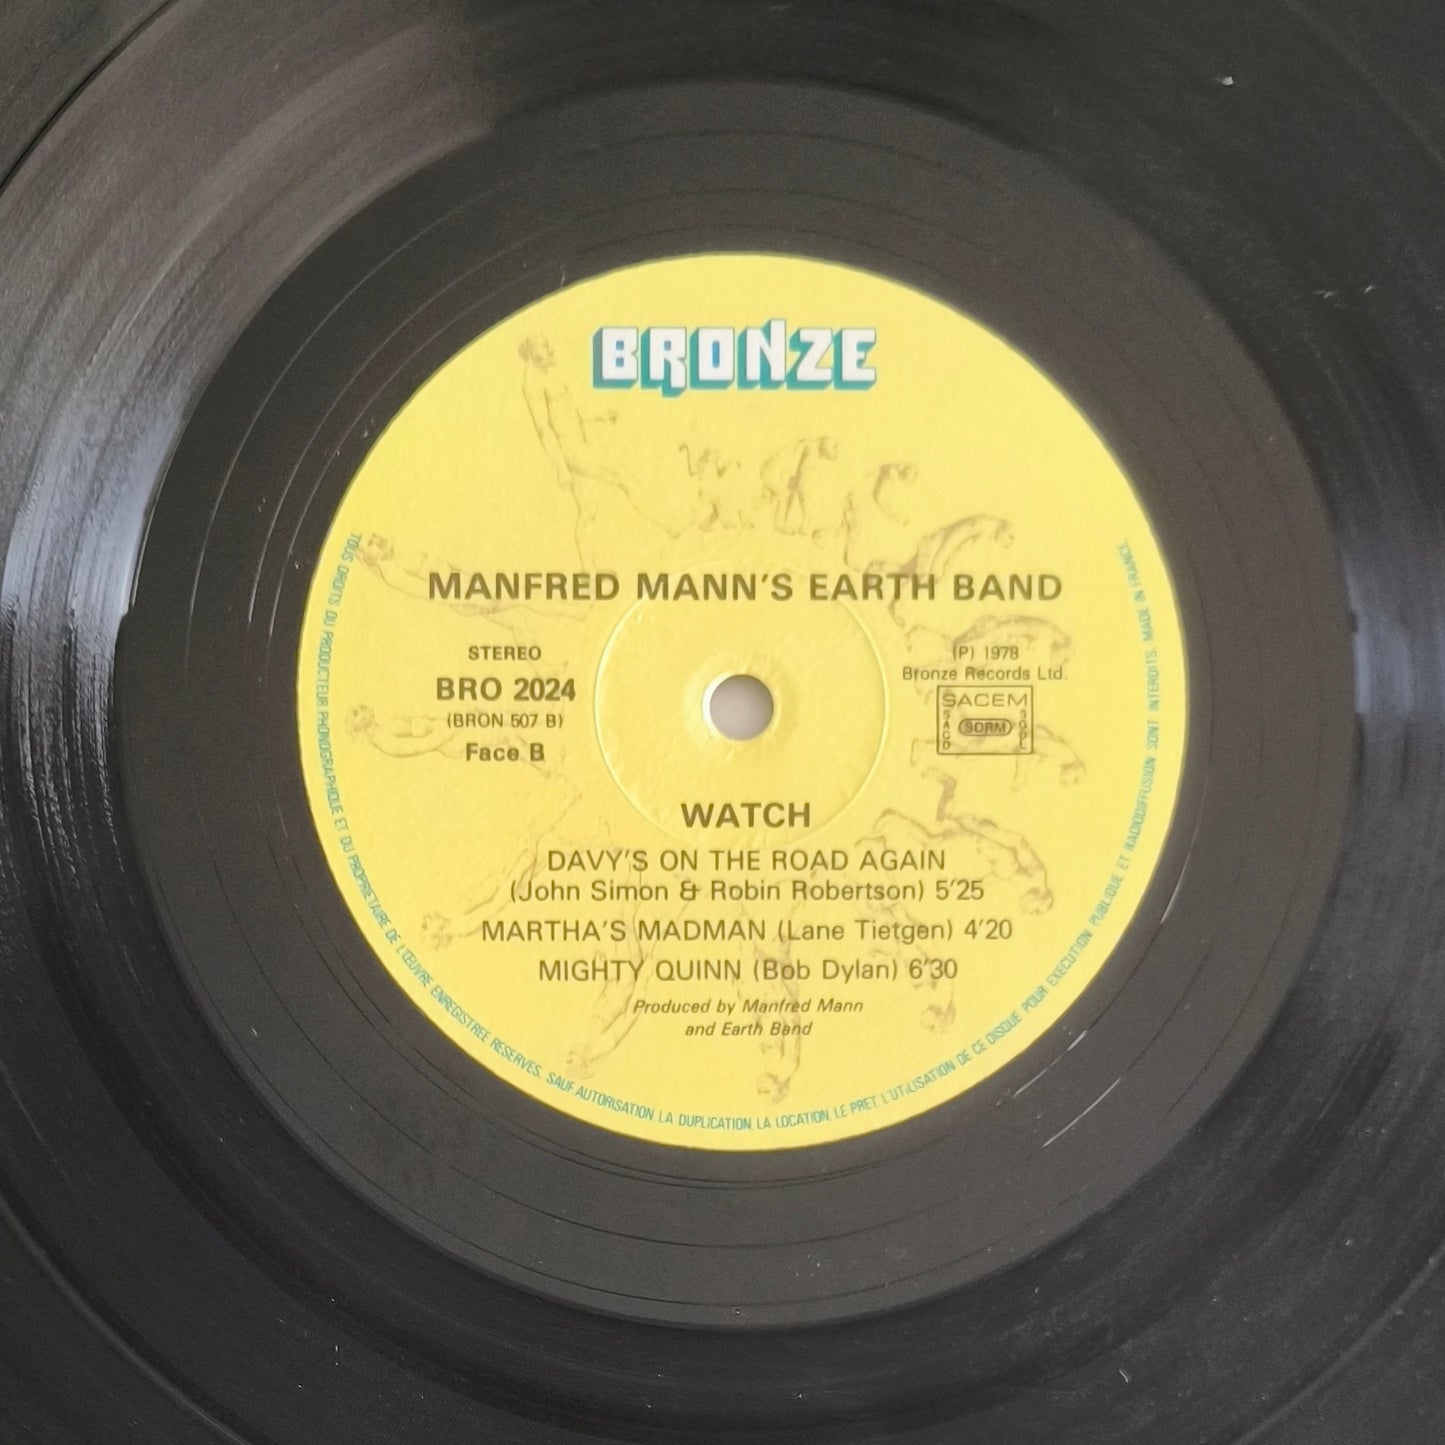 BRONZE
MANFRED MANN'S EARTH BAND
STEREO
BRO 2024
(BRON 507 B)
Face B
(P) 1978
Bronze Records Ltd.
SACEM
SACD
SDRM
SGDL
WATCH
DAVY'S ON THE ROAD AGAIN
(John Simon & Robin Robertson) 5'25
MARTHA'S MADMAN (Lane Tietgen) 4'20
MIGHTY QUINN (Bob Dylan) 6'30
Produced by Manfred Mann
and Earth Band
TOUS DROITS DU PRODUCTEUR PHONOGRAPHIQUE ET DU PROPRIETAIRE DE L'ŒUVRE ENREGISTREE RESERVES. SAUF AUTORISATION LA DUPLICATION, LA LOCATION, LE PRET, L'UTILISATION DE CE DISQUE POUR EXECUTION PUBLIQUE ET RADIODIFFUSION SONT INTERDITS. MADE IN FRANCE